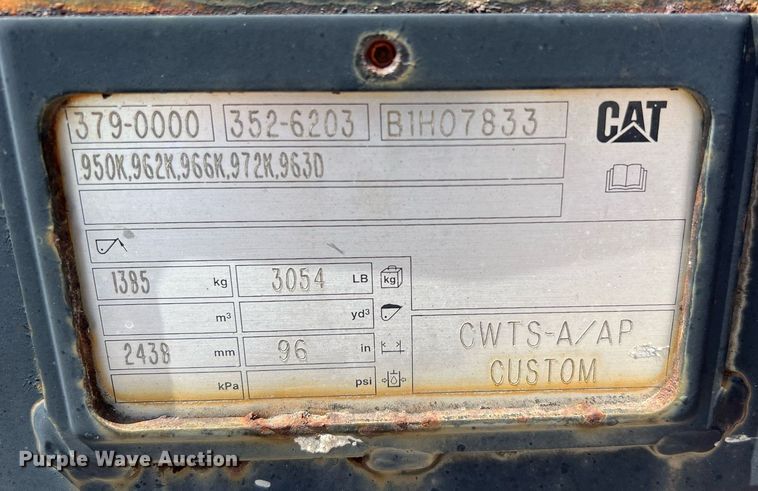 379-0000 352-6203 B1H07833 CAT
950K,962K,966K,972K,963D
1385 kg 3054 LB kg
m³ yd³
2438 mm 96 in
kPa psi
CWTS-A/AP
CUSTOM
Purple Wave Auction